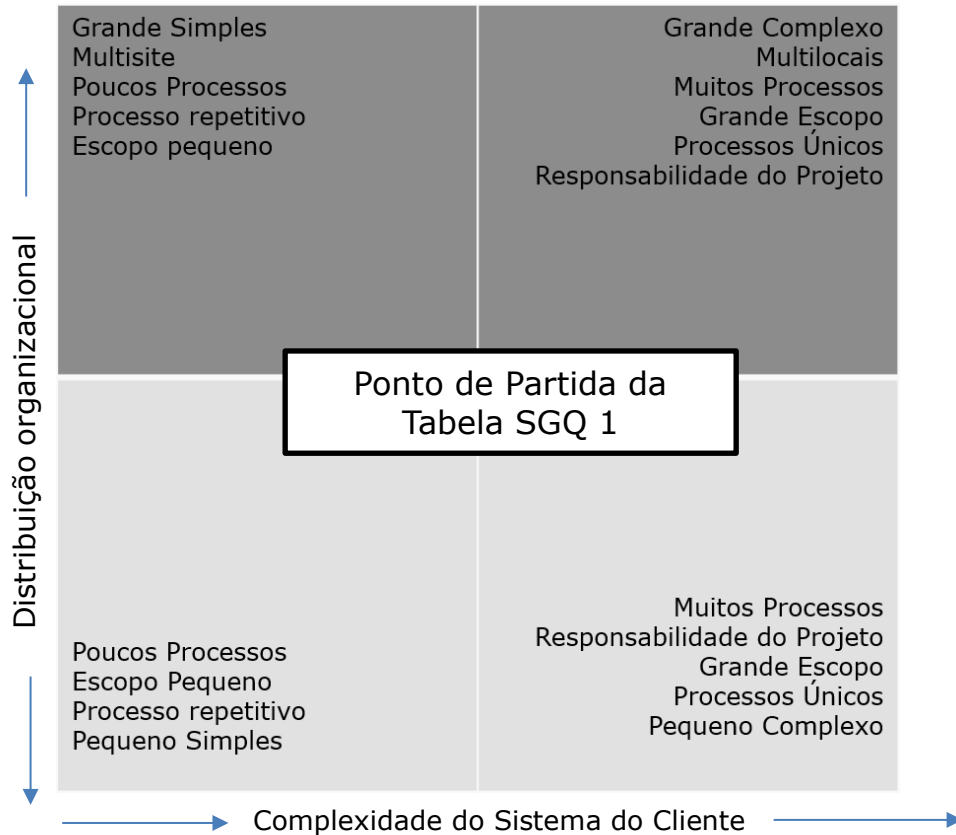 Grande Simples
Multisite
Poucos Processos
Processo repetitivo
Escopo pequeno
Grande Complexo
Multilocais
Muitos Processos
Grande Escopo
Processos Únicos
Responsabilidade do Projeto
Distribuição organizacional
Ponto de Partida da
Tabela SGQ 1
Poucos Processos
Escopo Pequeno
Processo repetitivo
Pequeno Simples
Muitos Processos
Responsabilidade do Projeto
Grande Escopo
Processos Únicos
Pequeno Complexo
Complexidade do Sistema do Cliente